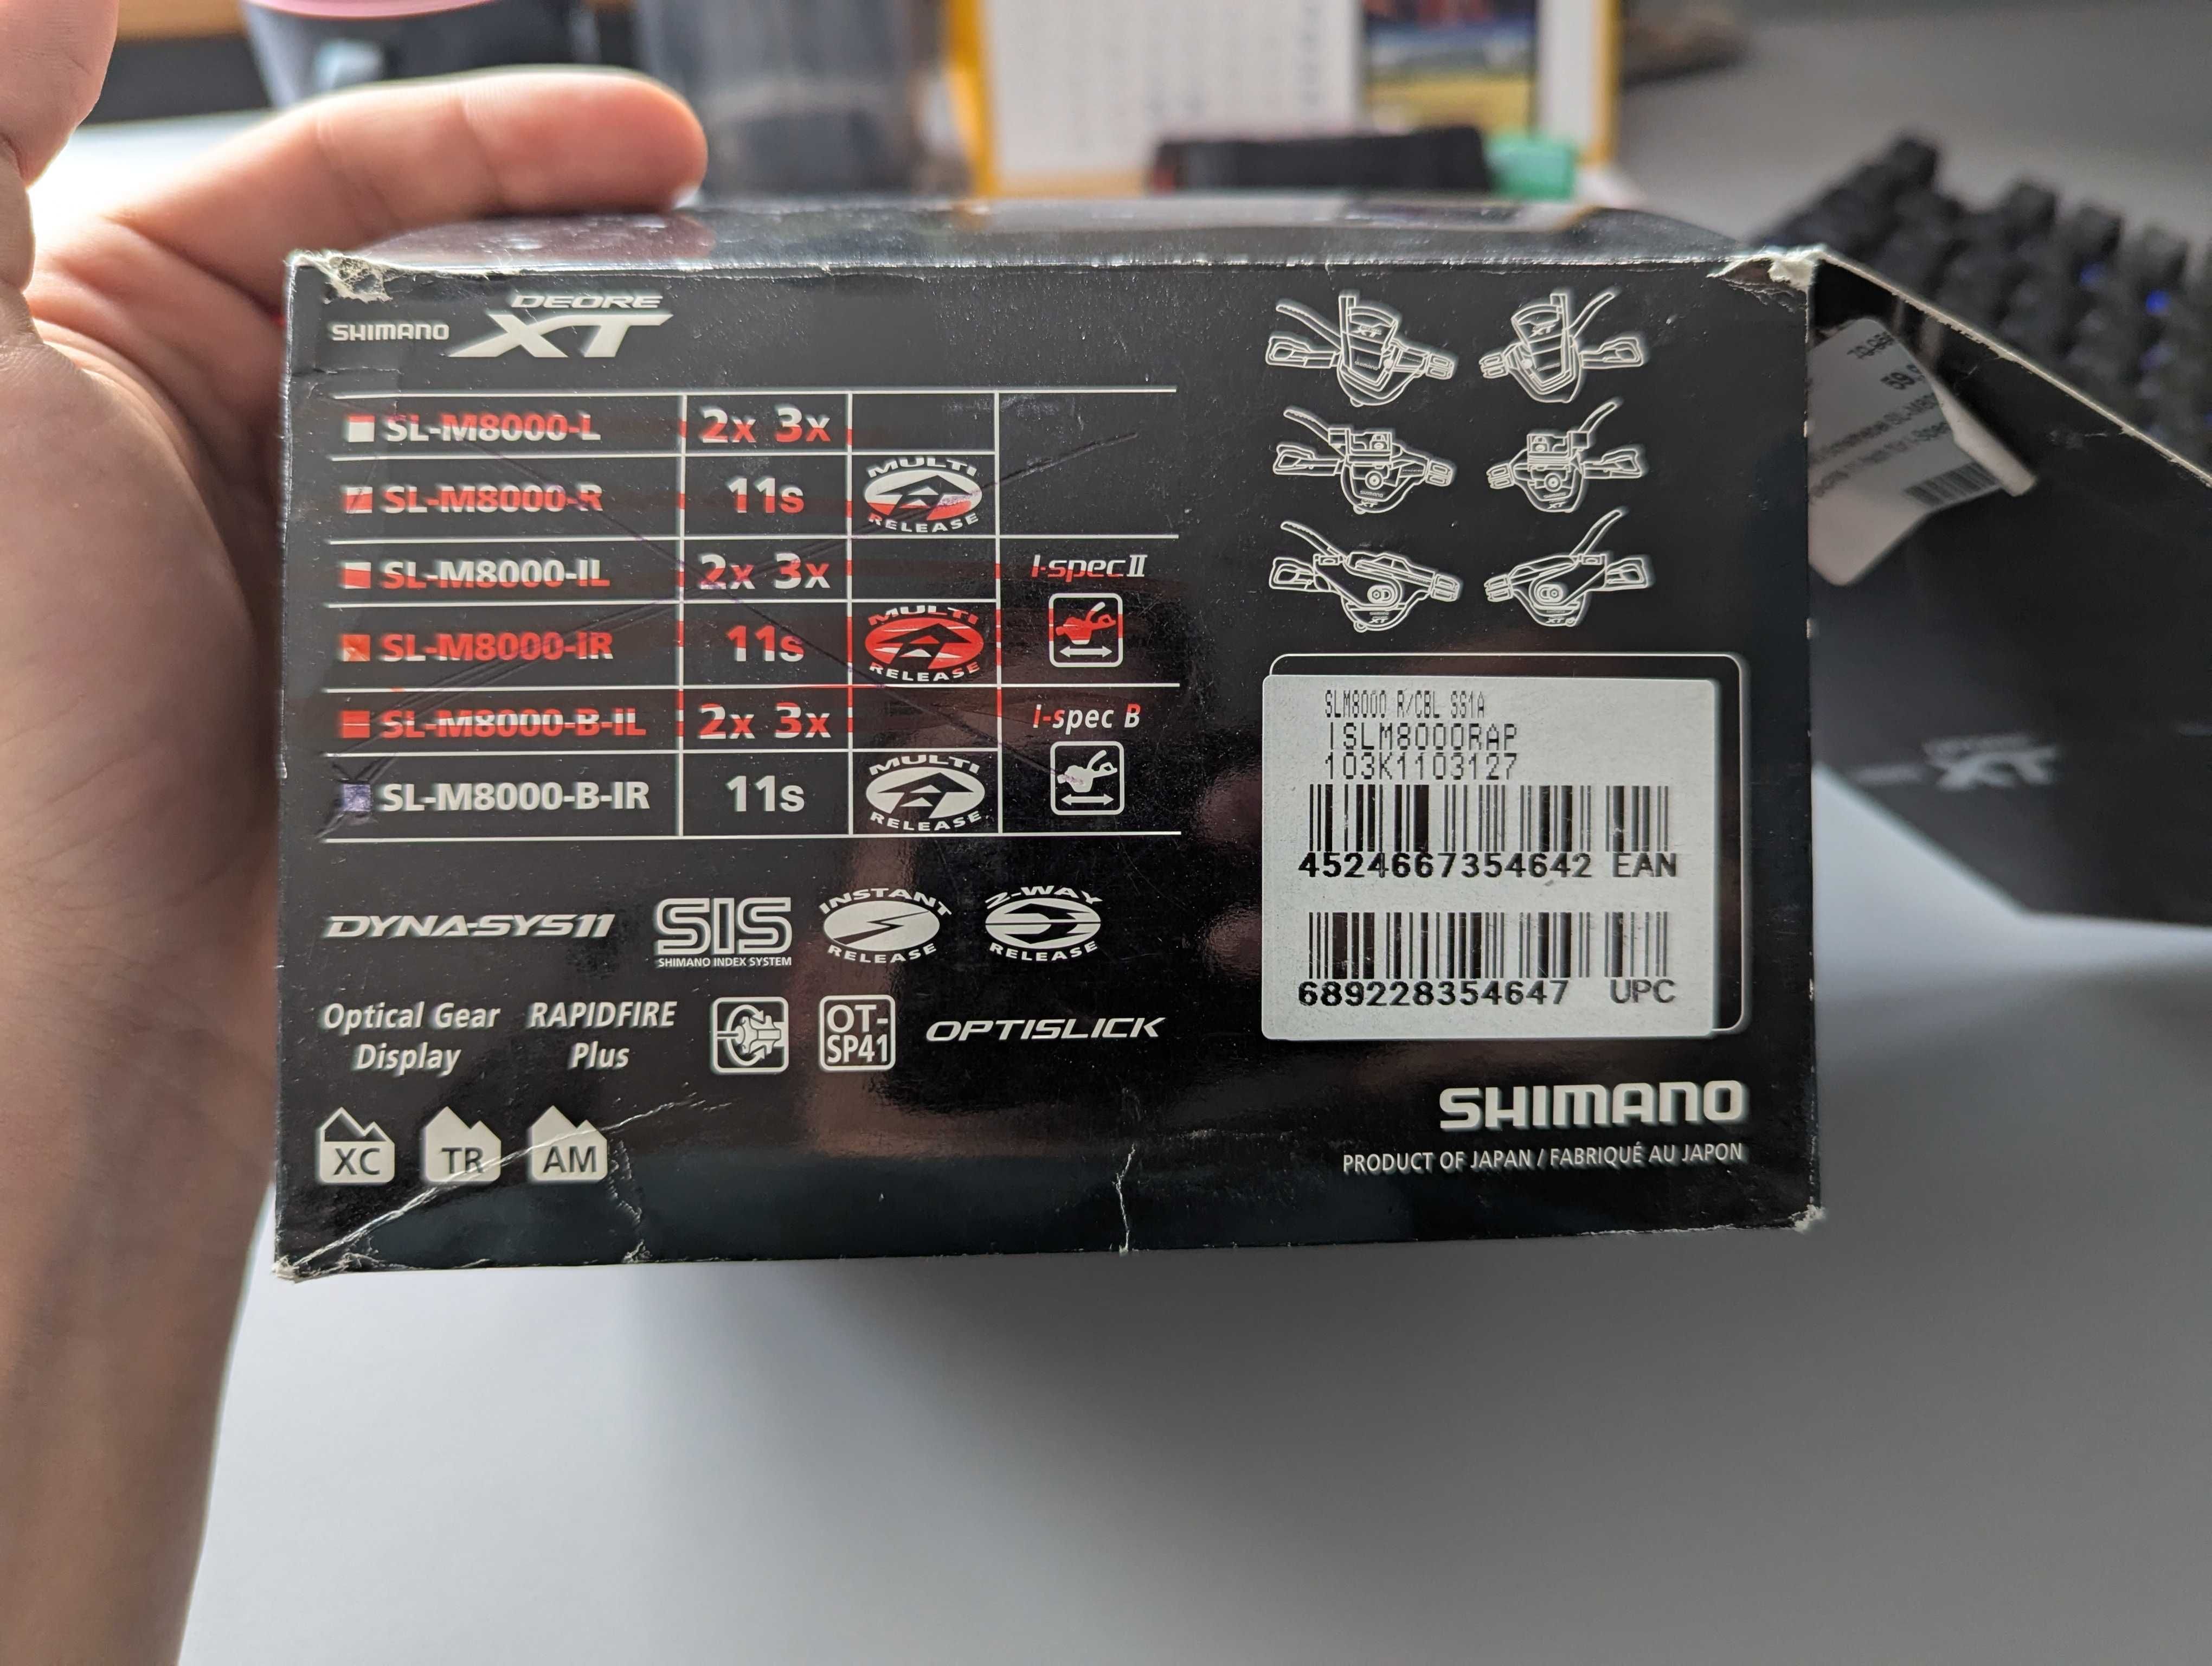 SHIMANO DEORE XT
SL-M8000-L 2x 3x
SL-M8000-R 11s MULTI RELEASE
SL-M8000-IL 2x 3x I-specII
SL-M8000-IR 11s MULTI RELEASE
SL-M8000-B-IL 2x 3x I-spec B
SL-M8000-B-IR 11s MULTI RELEASE
DYNA-SYS11 SIS SHIMANO INDEX SYSTEM INSTANT RELEASE 2-WAY RELEASE
Optical Gear Display RAPIDFIRE Plus OT-SP41 OPTISLICK
XC TR AM
SLM8000 R/CBL SS1A
ISLM8000RAP
103K1103127
4524667354642 EAN
689228354647 UPC
SHIMANO
PRODUCT OF JAPAN / FABRIQUÉ AU JAPON
XT